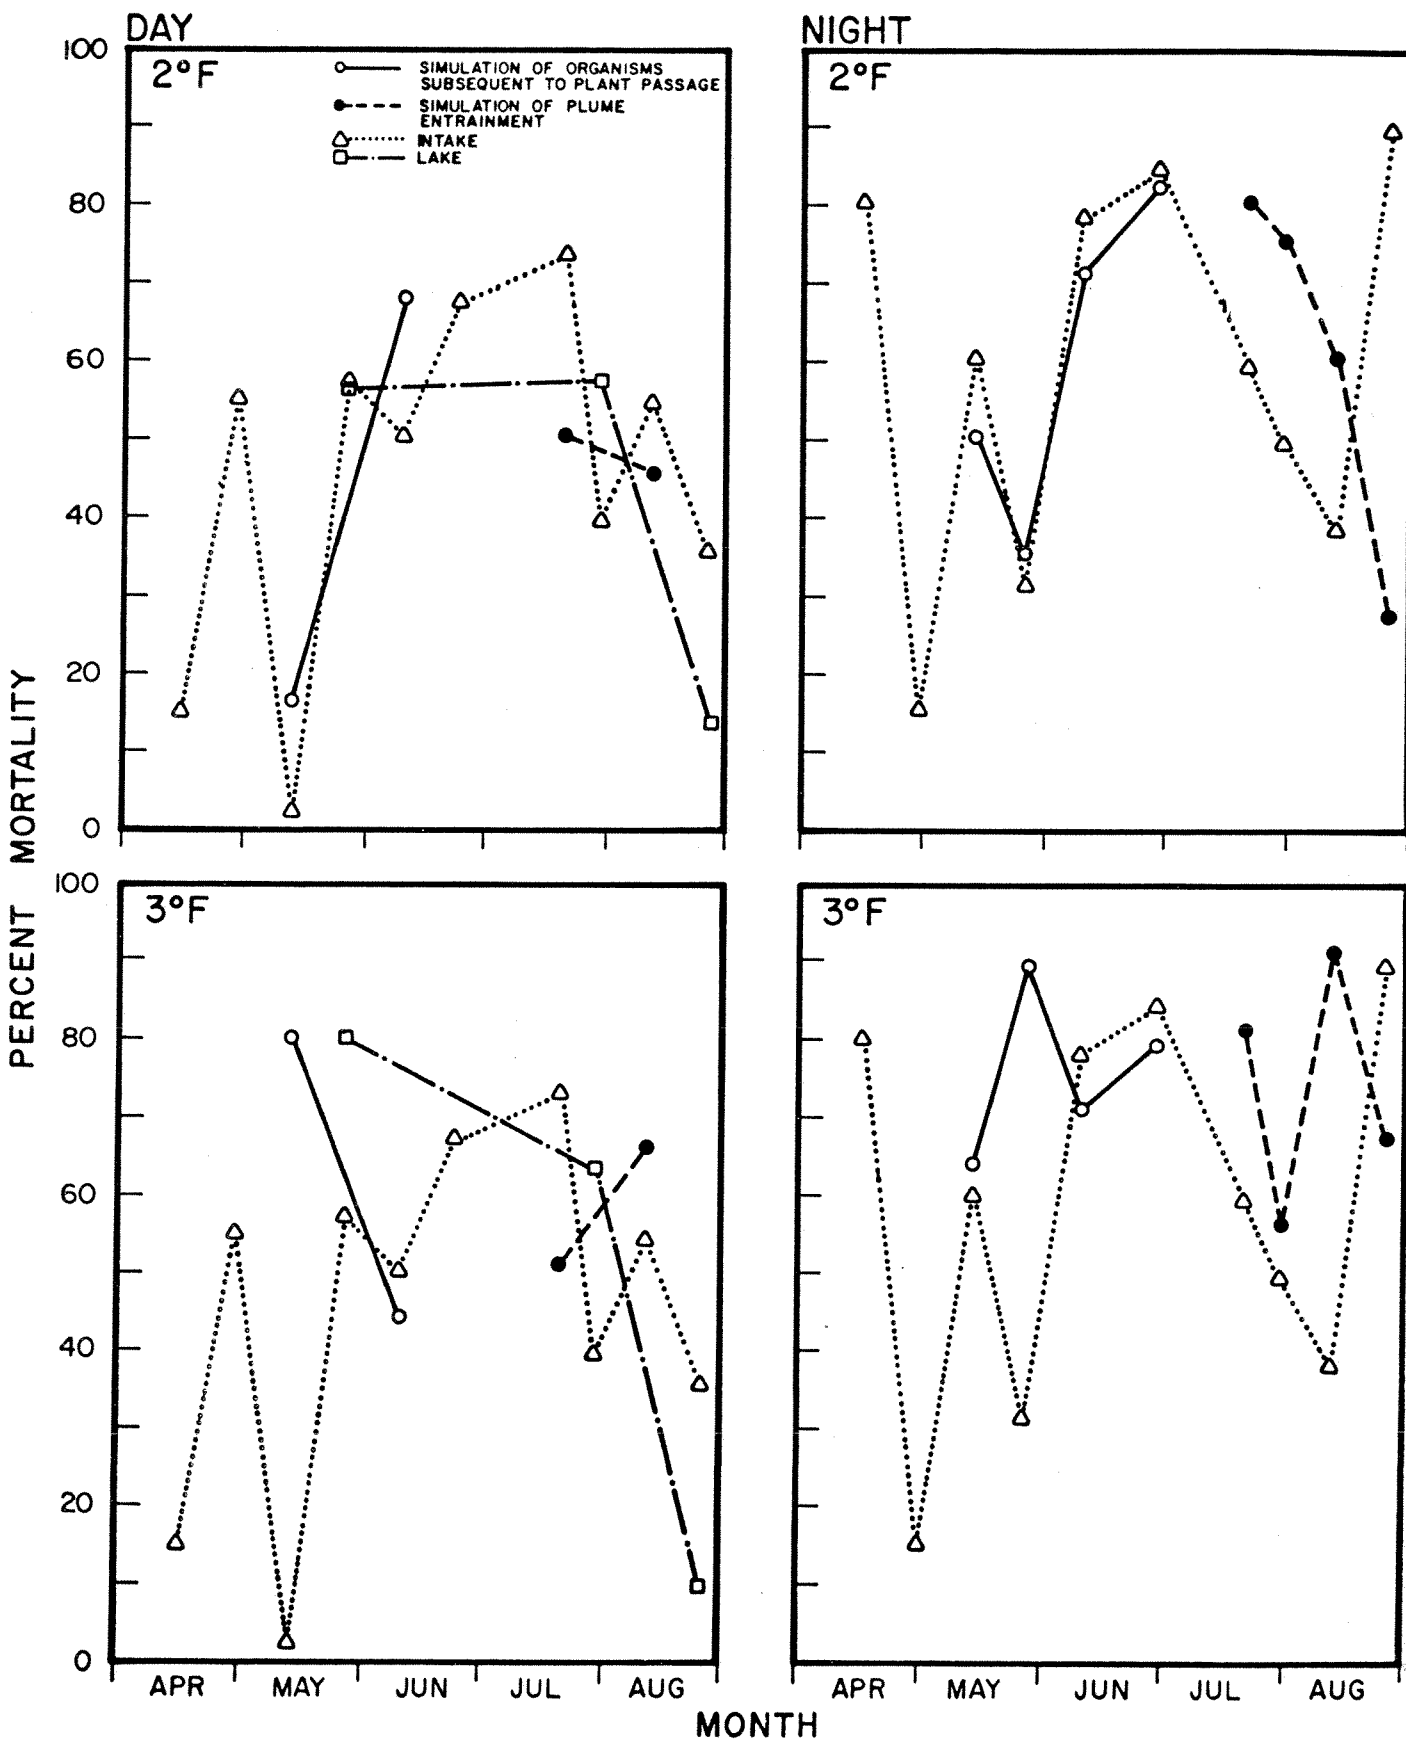 DAY
NIGHT
100
80
60
40
20
0
2°F
SIMULATION OF ORGANISMS
SUBSEQUENT TO PLANT PASSAGE
SIMULATION OF PLUME
ENTRAINMENT
INTAKE
LAKE
2°F
PERCENT MORTALITY
100
80
60
40
20
0
3°F
3°F
APR MAY JUN JUL AUG
APR MAY JUN JUL AUG
MONTH